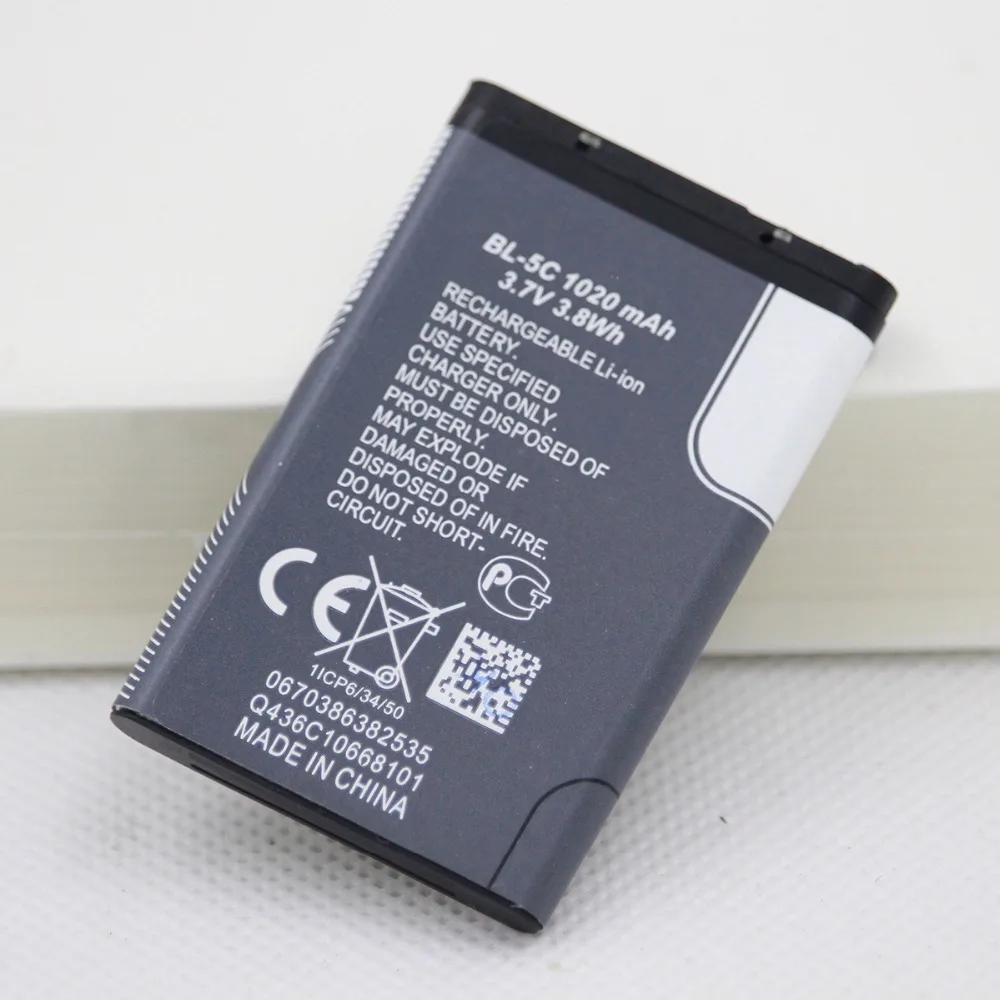 BL-5C 1020 mAh
3.7V 3.8Wh
RECHARGEABLE Li-ion
BATTERY.
USE SPECIFIED
CHARGER ONLY.
MUST BE DISPOSED OF
PROPERLY.
MAY EXPLODE IF
DAMAGED OR
DISPOSED OF IN FIRE.
DO NOT SHORT-
CIRCUIT.
CE
PCT
1ICP6/34/50
0670386382535
Q436C10668101
MADE IN CHINA